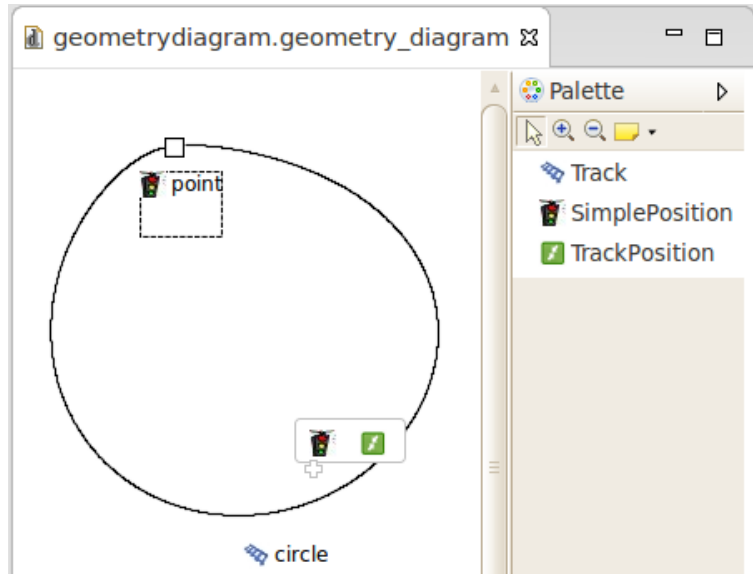 geometrydiagram.geometry_diagram
Palette
Track
SimplePosition
TrackPosition
point
circle